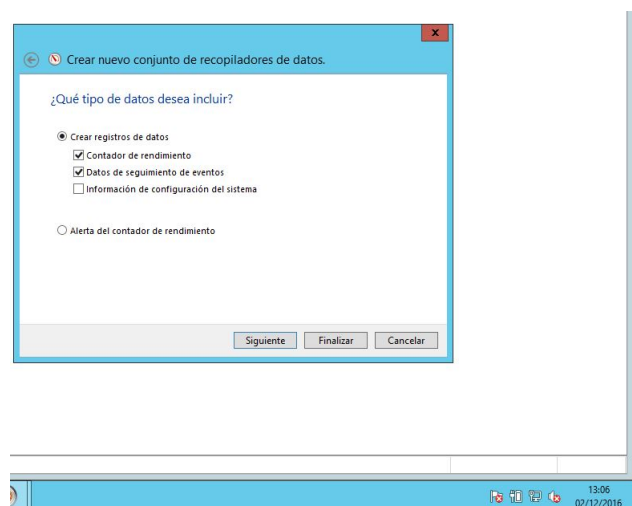 x
Crear nuevo conjunto de recopiladores de datos.
¿Qué tipo de datos desea incluir?
Crear registros de datos
Contador de rendimiento
Datos de seguimiento de eventos
Información de configuración del sistema
Alerta del contador de rendimiento
Siguiente Finalizar Cancelar
13:06
02/12/2016